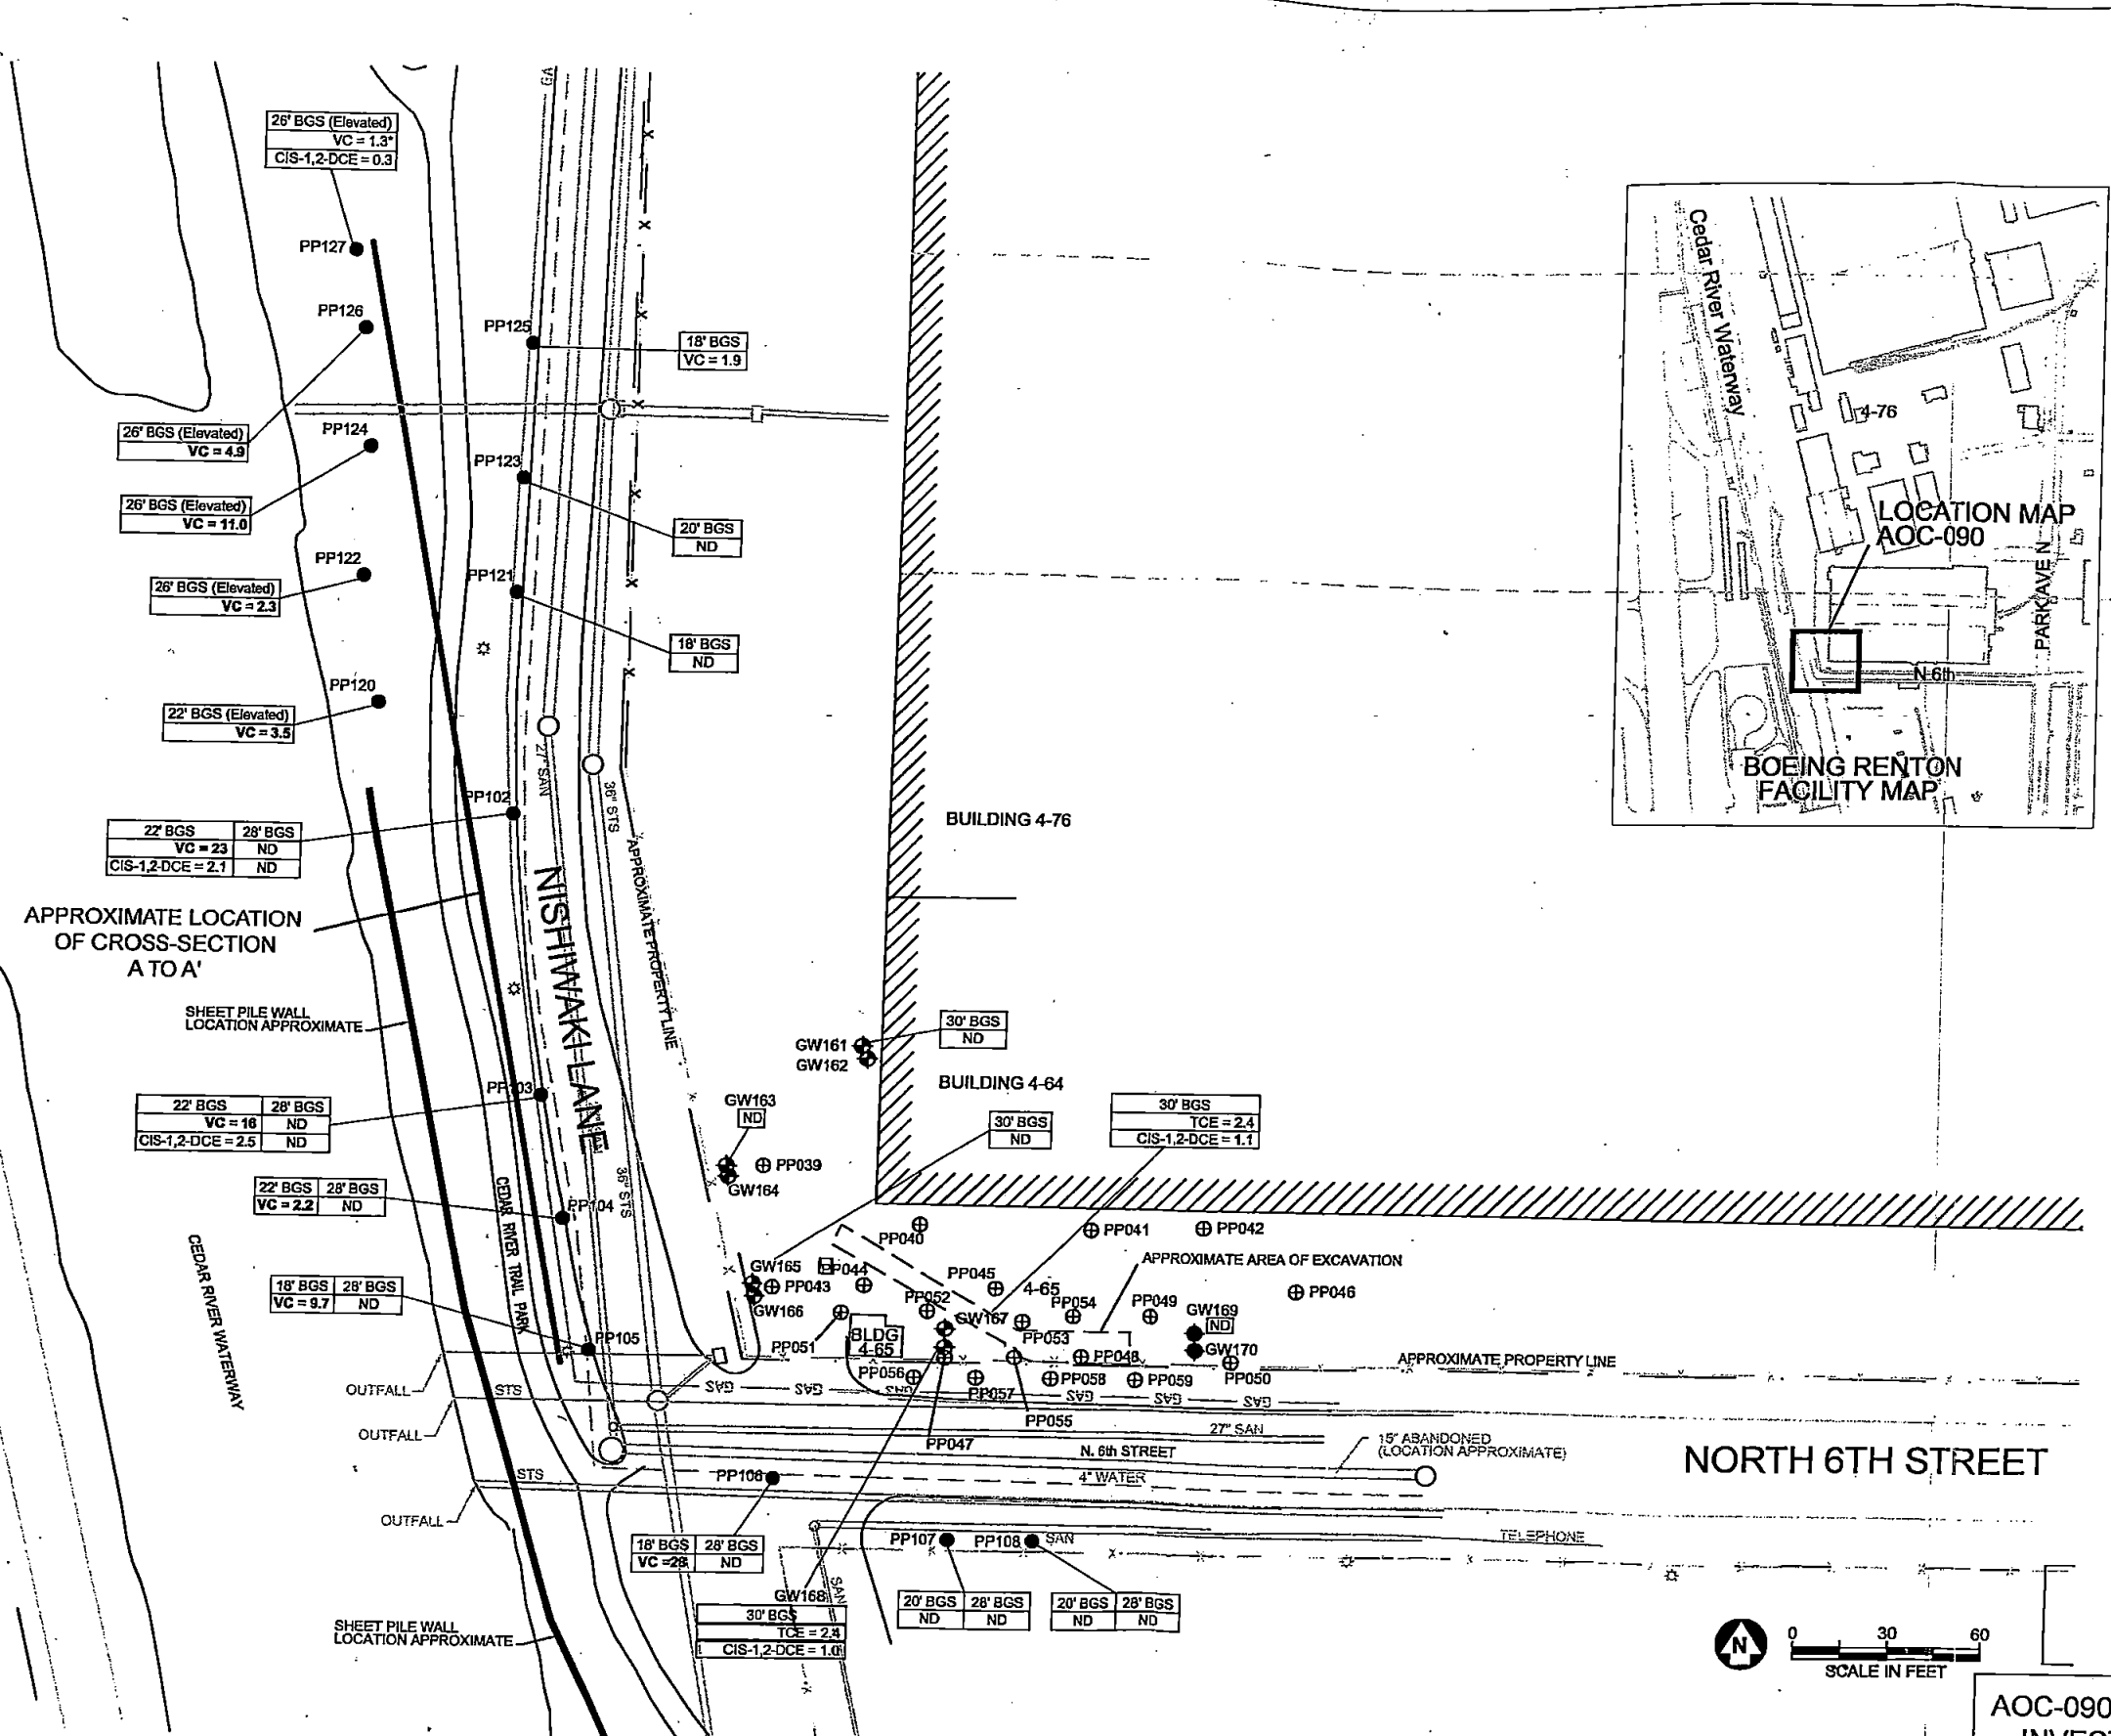 GA
26' BGS (Elevated)
VC = 1.3*
CIS-1,2-DCE = 0.3
PP127
PP126
PP125
18' BGS
VC = 1.9
26' BGS (Elevated)
VC = 4.9
PP124
PP123
26' BGS (Elevated)
VC = 11.0
20' BGS
ND
PP122
PP121
26' BGS (Elevated)
VC = 2.3
18' BGS
ND
PP120
22' BGS (Elevated)
VC = 3.5
27" SAN
36" STS
PP102
22' BGS 28' BGS
VC = 23 ND
CIS-1,2-DCE = 2.1 ND
NISHIWAKI LANE
APPROXIMATE PROPERTY LINE
BUILDING 4-76
APPROXIMATE LOCATION
OF CROSS-SECTION
A TO A'
SHEET PILE WALL
LOCATION APPROXIMATE
Cedar River Waterway
4-76
LOCATION MAP
AOC-090
PARK AVE N
N 6th
BOEING RENTON
FACILITY MAP
30' BGS
ND
GW161
GW162
BUILDING 4-64
PP103
22' BGS 28' BGS
VC = 16 ND
CIS-1,2-DCE = 2.5 ND
GW163
ND
30' BGS
ND
30' BGS
TCE = 2.4
CIS-1,2-DCE = 1.1
PP039
GW164
36" STS
22' BGS 28' BGS
VC = 2.2 ND
PP104
CEDAR RIVER TRAIL PARK
CEDAR RIVER WATERWAY
PP040
PP041
PP042
APPROXIMATE AREA OF EXCAVATION
GW165
PP043
PP044
PP045
4-65
PP046
GW166
PP052
GW167
PP054
PP049
GW169
ND
18' BGS 28' BGS
VC = 9.7 ND
PP105
PP051
BLDG
4-65
PP053
PP048
GW170
PP050
APPROXIMATE PROPERTY LINE
PP056
PP057
PP058
PP059
OUTFALL
STS
GAS GAS GAS GAS GAS GAS
PP055
OUTFALL
27" SAN
PP047
N. 6th STREET
15" ABANDONED
(LOCATION APPROXIMATE)
NORTH 6TH STREET
STS
PP106
4" WATER
OUTFALL
18' BGS 28' BGS
VC =28 ND
PP107
PP108
SAN
TELEPHONE
SAN
GW168
30' BGS
TCE = 2.4
CIS-1,2-DCE = 1.0
20' BGS 28' BGS
ND ND
20' BGS 28' BGS
ND ND
SHEET PILE WALL
LOCATION APPROXIMATE
N
0 30 60
SCALE IN FEET
AOC-090